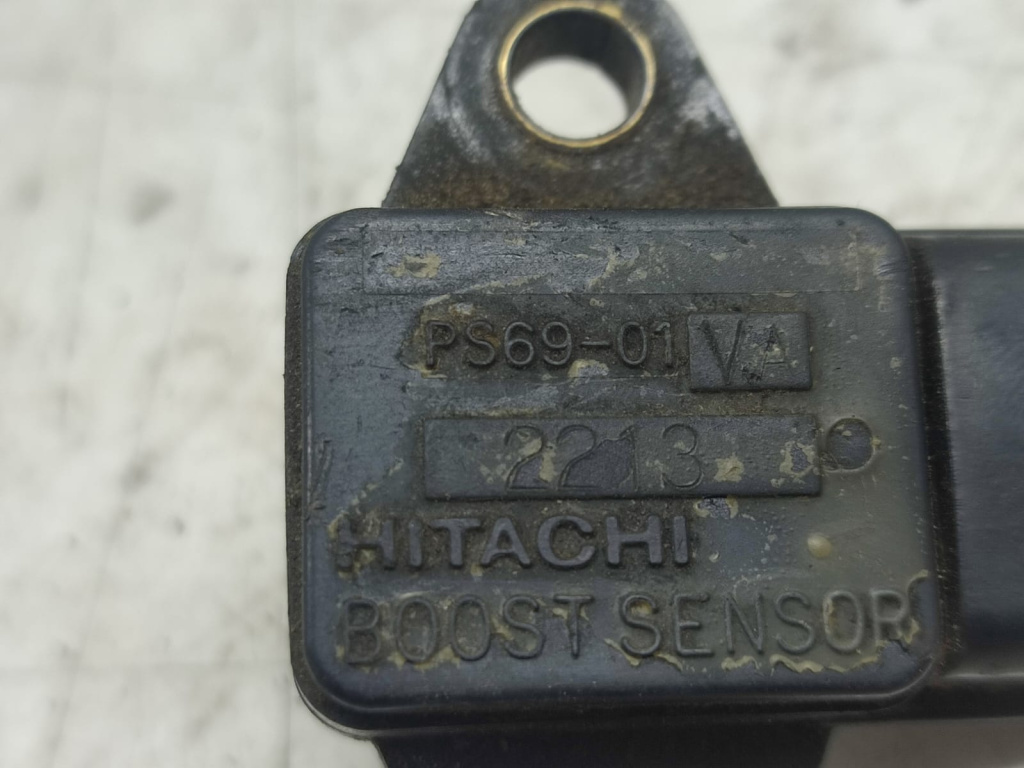 PS69-01 VA
2213
HITACHI
BOOST SENSOR